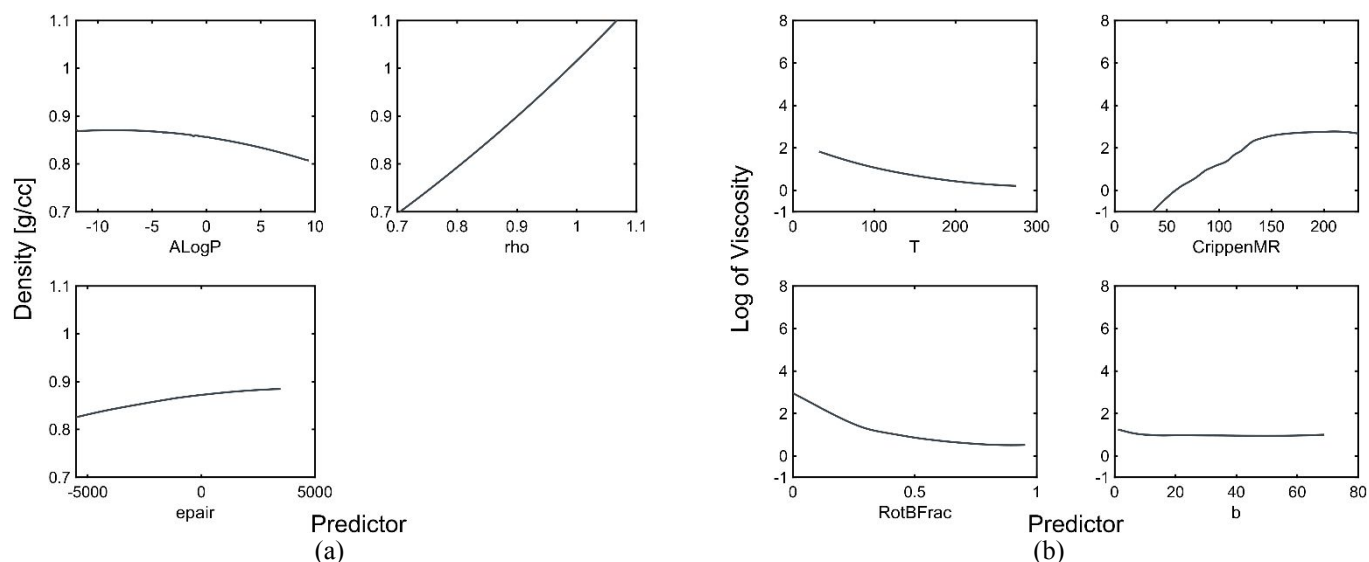 Density [g/cc]
1.1
1
0.9
0.8
0.7
-10 -5 0 5 10
ALogP
1.1
1
0.9
0.8
0.7
0.7 0.8 0.9 1 1.1
rho
1.1
1
0.9
0.8
0.7
-5000 0 5000
epair
Predictor
(a)
Log of Viscosity
8
6
4
2
0
-1
0 100 200 300
T
8
6
4
2
0
-1
0 50 100 150 200
CrippenMR
8
6
4
2
0
-1
0 0.5 1
RotBFrac
8
6
4
2
0
-1
0 20 40 60 80
b
Predictor
(b)